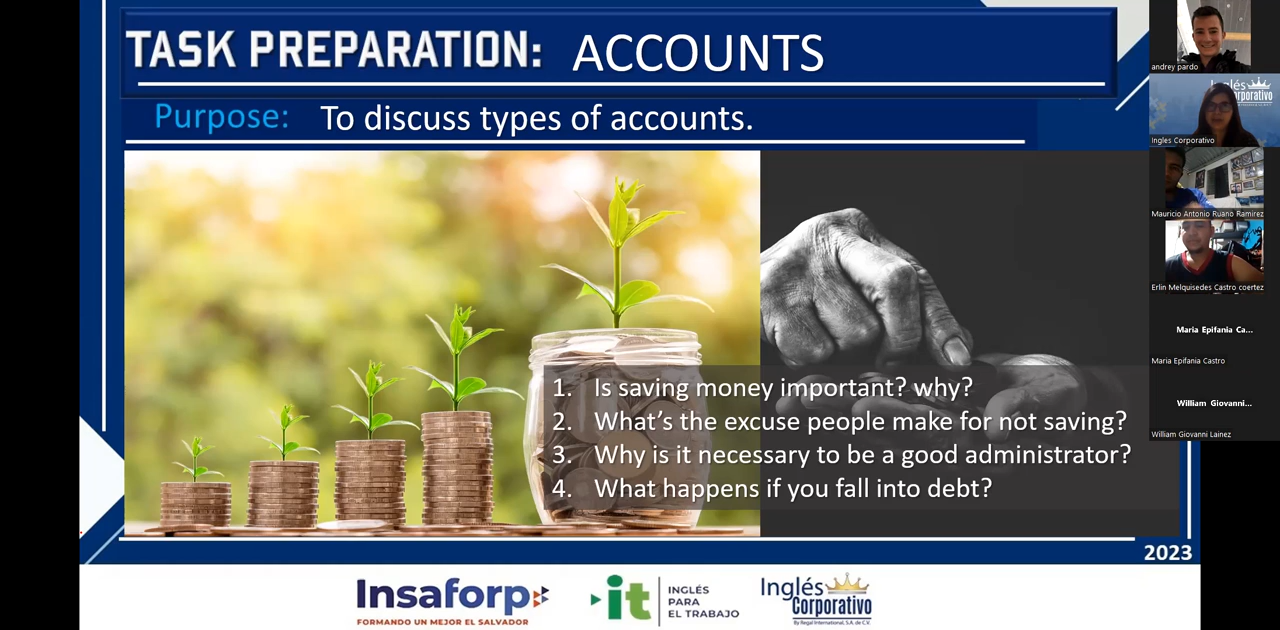 TASK PREPARATION: ACCOUNTS
Purpose: To discuss types of accounts.
1. Is saving money important? why?
2. What's the excuse people make for not saving?
3. Why is it necessary to be a good administrator?
4. What happens if you fall into debt?
2023
Insaforp
FORMANDO UN MEJOR EL SALVADOR
it
INGLÉS
PARA
EL TRABAJO
Inglés
Corporativo
By Regal International, S.A. de C.V.
andrey pardo
Inglés
orporativo
Ingles Corporativo
Mauricio Antonio Ruano Ramirez
Erlin Melquisedes Castro coertez
Maria Epifania Ca...
Maria Epifania Castro
William Giovanni...
William Giovanni Lainez